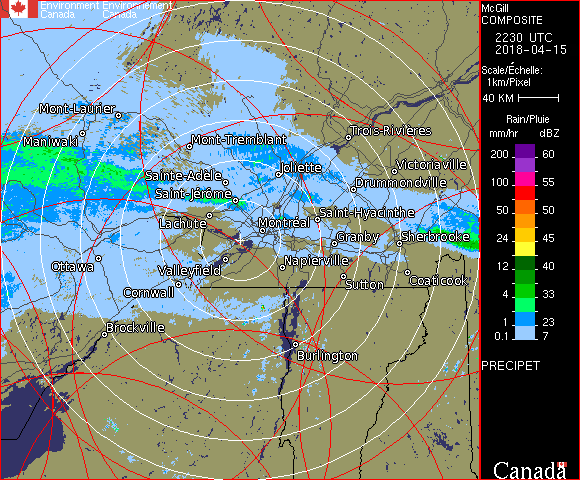 Environment Environnement
Canada Canada
McGill
COMPOSITE
2230 UTC
2018-04-15
Scale/Échelle:
1km/Pixel
40 KM
Rain/Pluie
mm/hr dBZ
200 60
100 55
50 50
24 45
12 40
4 33
1 23
0.1 7
PRECIPET
Canada
Mont-Laurier
Maniwaki
Mont-Tremblant
Trois-Rivières
Sainte-Adèle
Joliette
Victoriaville
Saint-Jérôme
Drummondville
Lachute
Montréal
Saint-Hyacinthe
Granby
Sherbrooke
Ottawa
Valleyfield
Napierville
Cornwall
Sutton
Coaticook
Brockville
Burlington